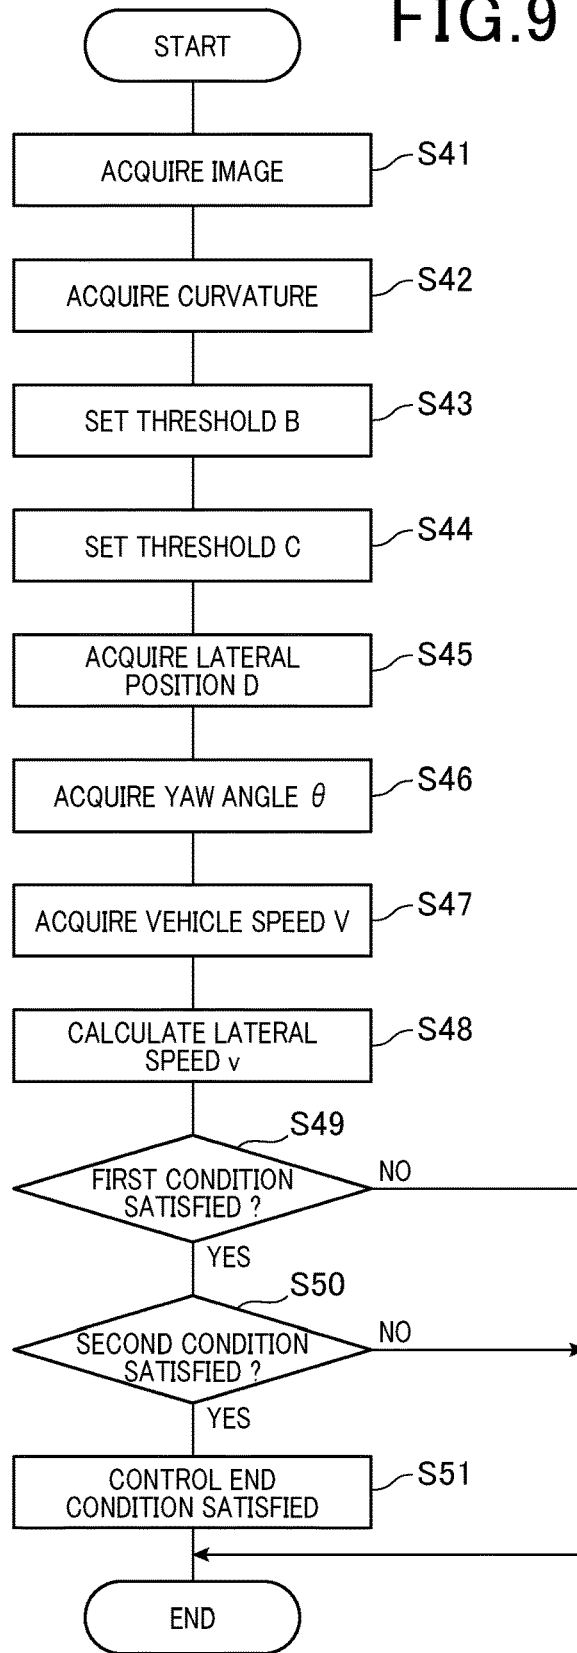 FIG.9
START
ACQUIRE IMAGE
S41
ACQUIRE CURVATURE
S42
SET THRESHOLD B
S43
SET THRESHOLD C
S44
ACQUIRE LATERAL
POSITION D
S45
ACQUIRE YAW ANGLE θ
S46
ACQUIRE VEHICLE SPEED V
S47
CALCULATE LATERAL
SPEED v
S48
S49
FIRST CONDITION
SATISFIED ?
NO
YES
S50
SECOND CONDITION
SATISFIED ?
NO
YES
CONTROL END
CONDITION SATISFIED
S51
END